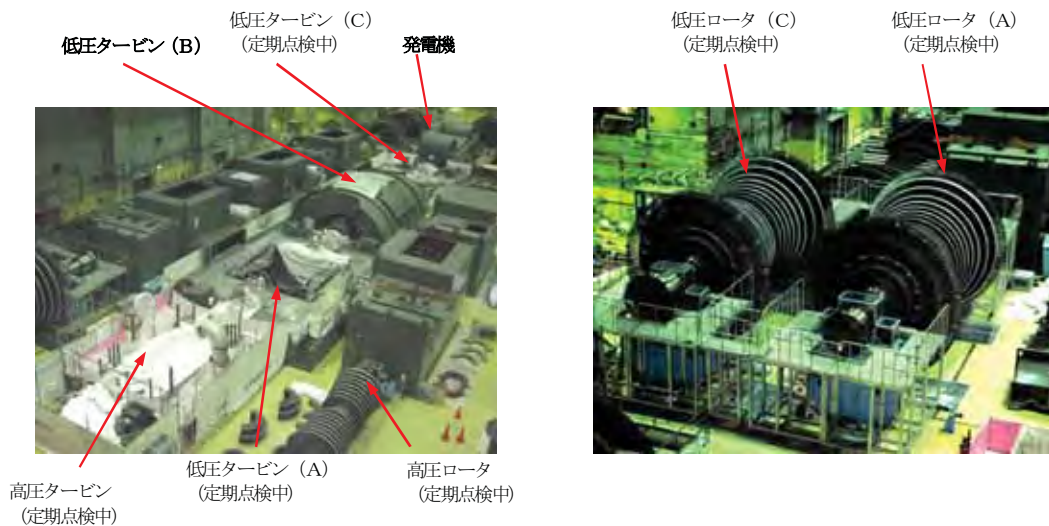 低圧タービン（C）
（定期点検中）
低圧タービン（B）
発電機
低圧ロータ（C）
（定期点検中）
低圧ロータ（A）
（定期点検中）
低圧タービン（A）
（定期点検中）
高圧ロータ
（定期点検中）
高圧タービン
（定期点検中）